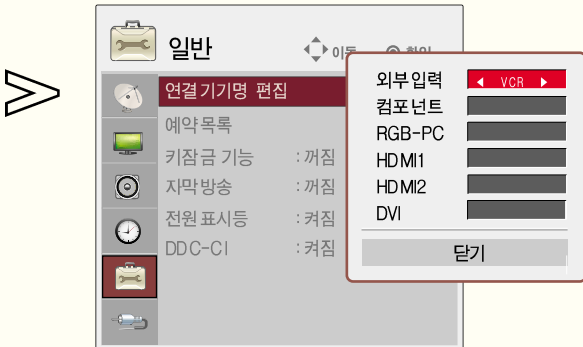 일반
이동
확인
연결기기명 편집
예약목록
키잠금 기능 : 꺼짐
자막방송 : 꺼짐
전원표시등 : 켜짐
DDC-CI : 켜짐
외부입력 ◀ VCR ▶
컴포넌트
RGB-PC
HDMI1
HDMI2
DVI
닫기